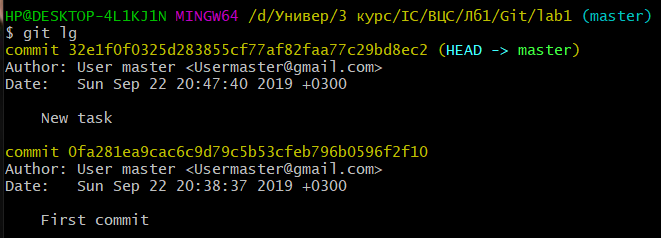 HP@DESKTOP-4L1KJ1N MINGW64 /d/Универ/3 курс/ІС/ВЦС/Лб1/Git/lab1 (master)
$ git lg
commit 32e1f0f0325d283855cf77af82faa77c29bd8ec2 (HEAD -> master)
Author: User master <Usermaster@gmail.com>
Date:   Sun Sep 22 20:47:40 2019 +0300
    New task
commit 0fa281ea9cac6c9d79c5b53cfeb796b0596f2f10
Author: User master <Usermaster@gmail.com>
Date:   Sun Sep 22 20:38:37 2019 +0300
    First commit